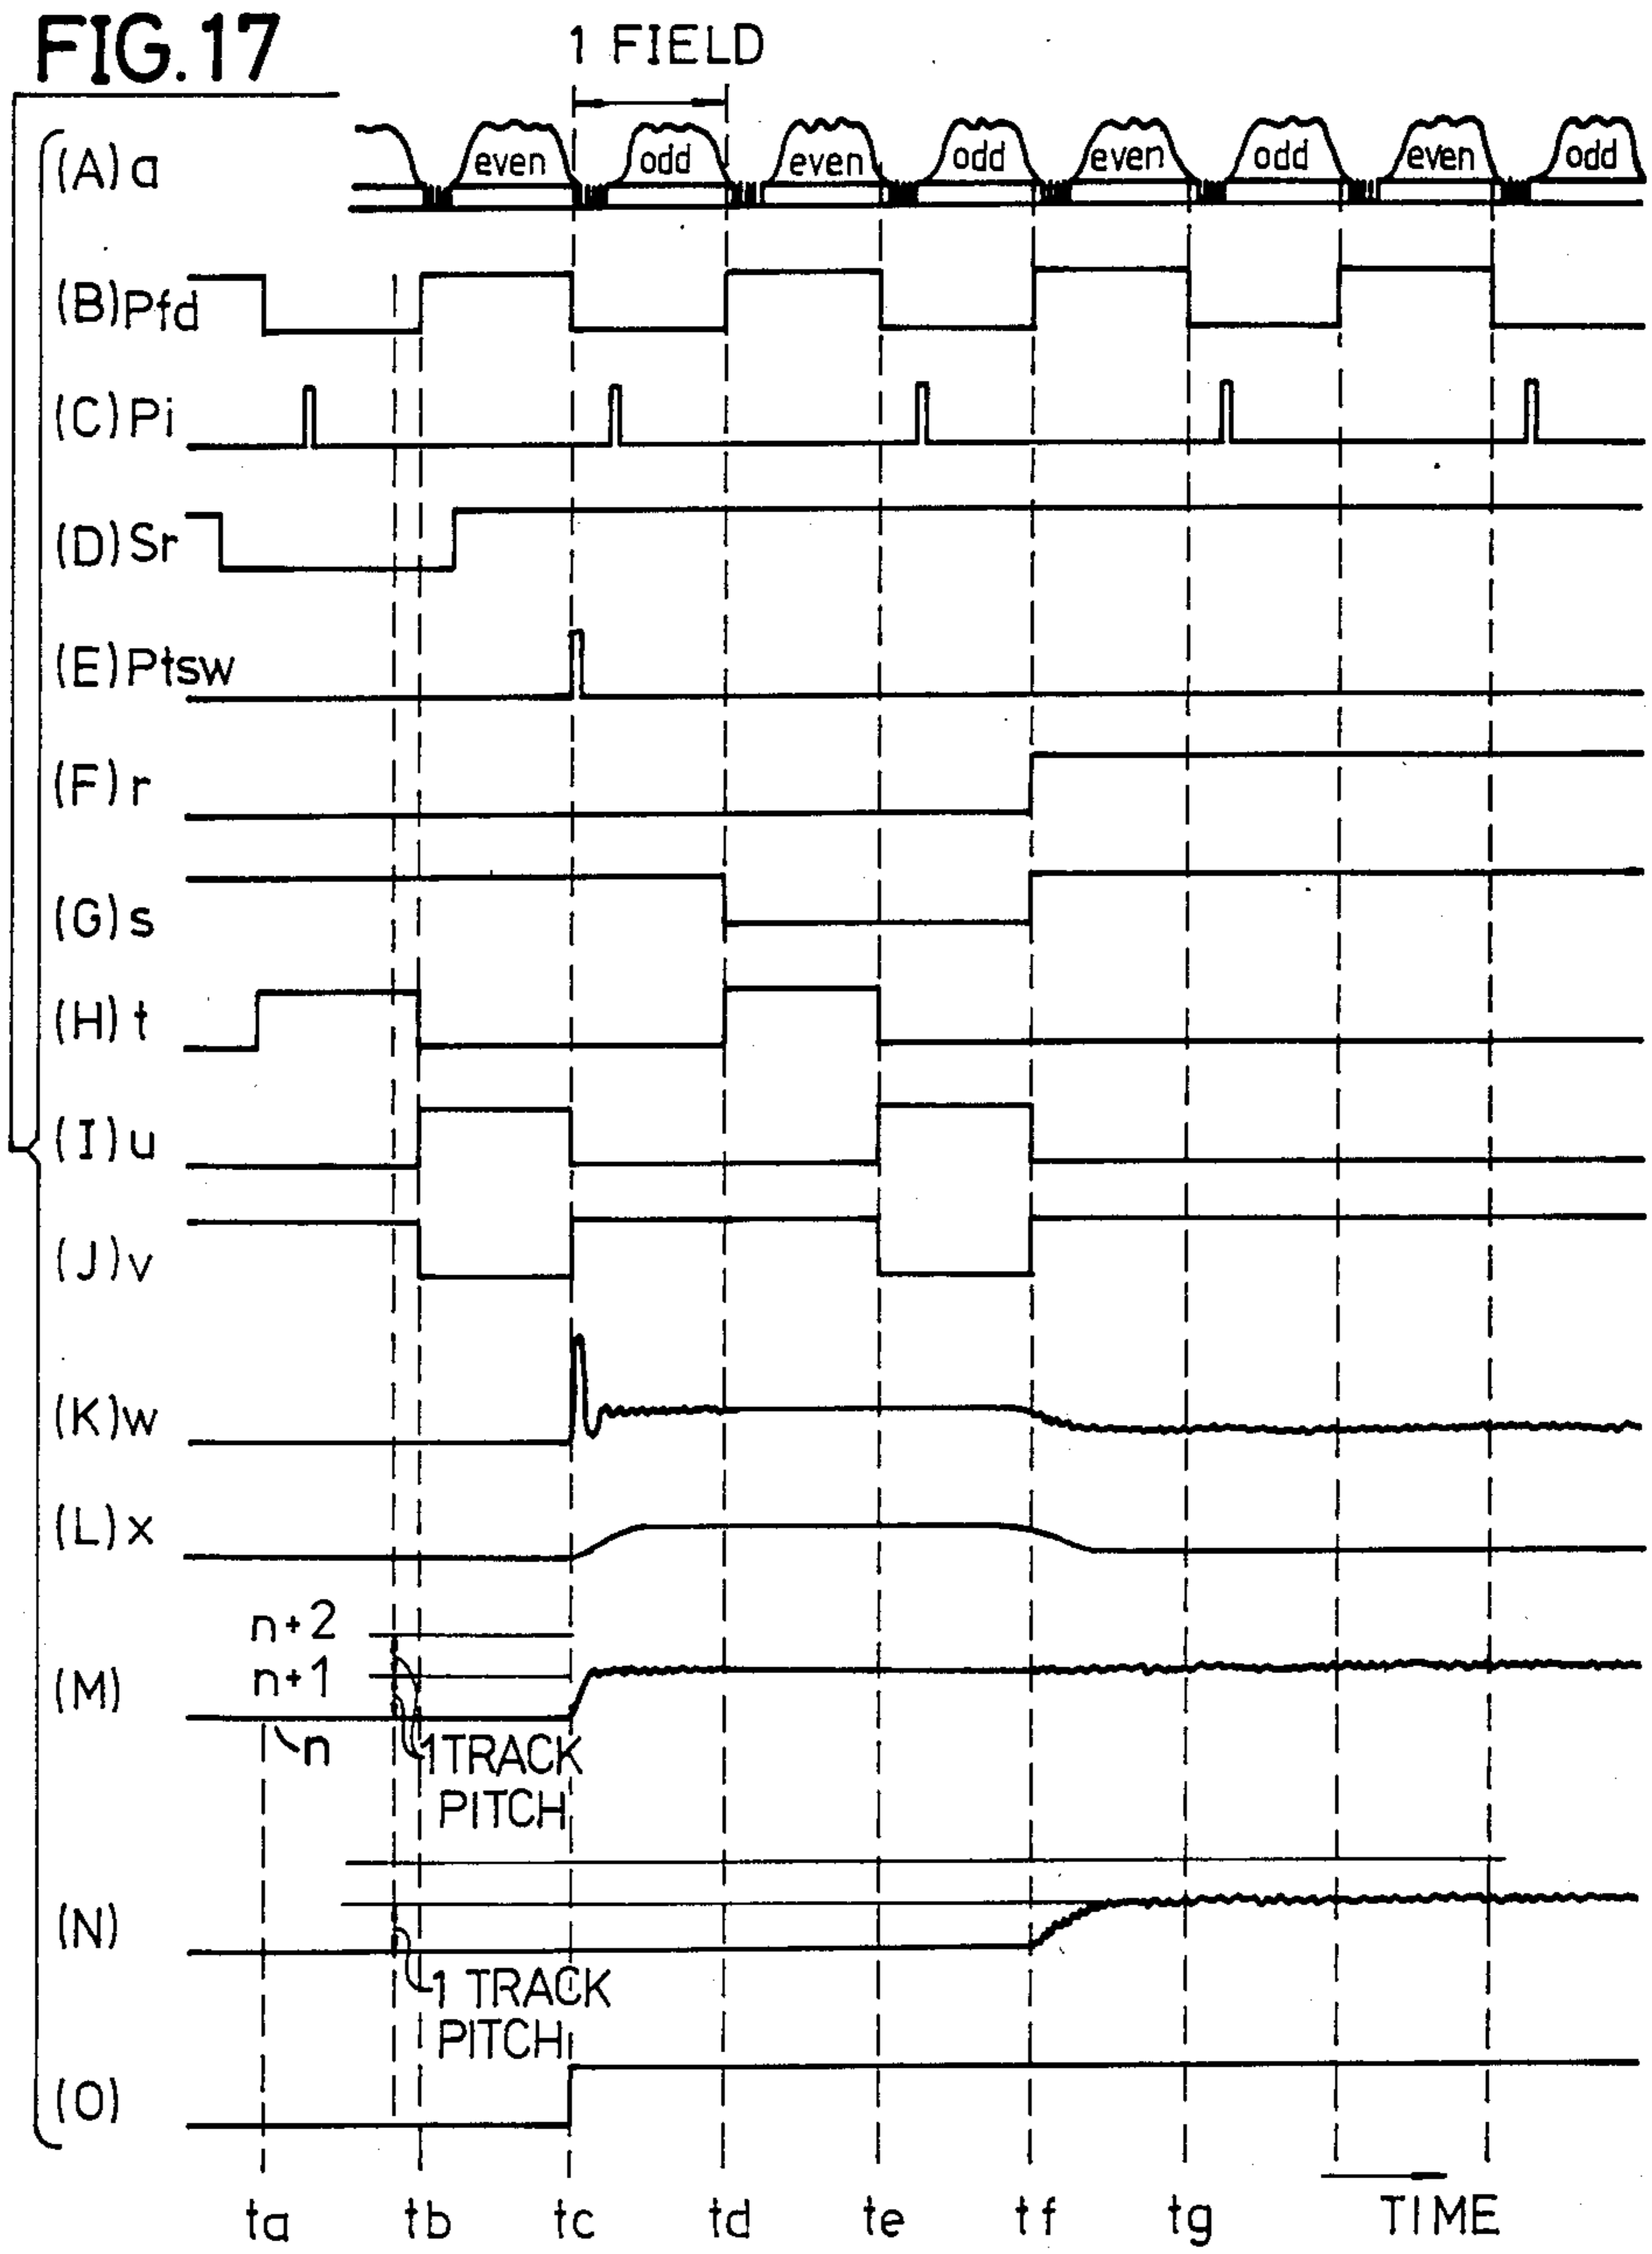 FIG. 17
1 FIELD
(A) a
even odd even odd even odd even odd
(B) Pfd
(C) Pi
(D) Sr
(E) Ptsw
(F) r
(G) s
(H) t
(I) u
(J) v
(K) w
(L) x
n+2
n+1
(M)
n
1 TRACK
PITCH
(N)
1 TRACK
PITCH
(O)
ta tb tc td te tf tg TIME